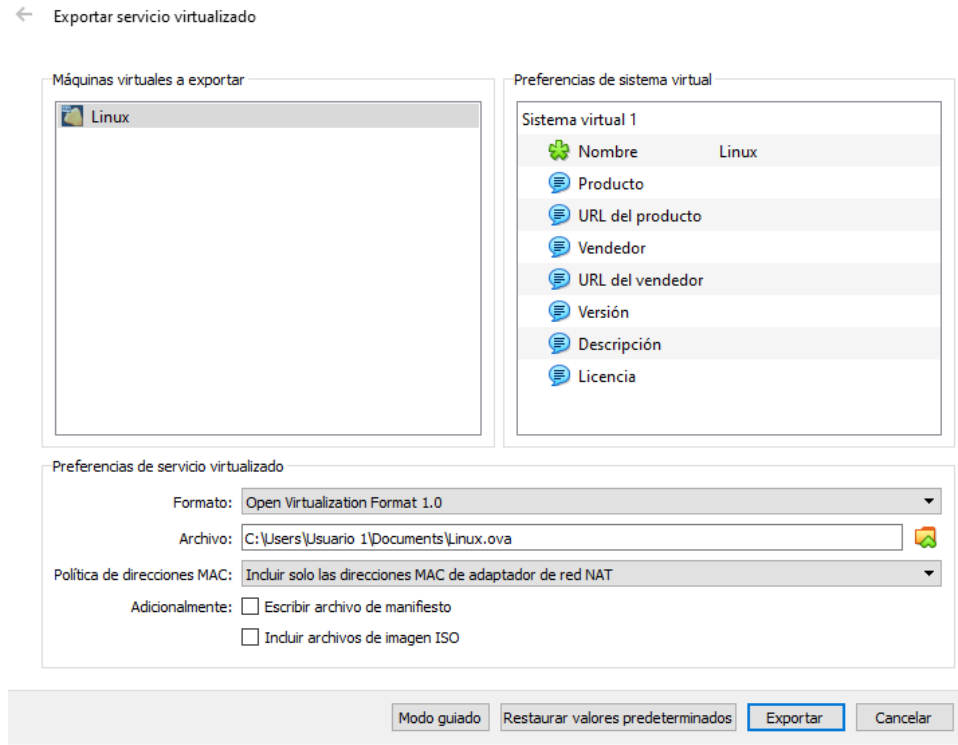 Exportar servicio virtualizado
Máquinas virtuales a exportar
Linux
Preferencias de sistema virtual
Sistema virtual 1
Nombre Linux
Producto
URL del producto
Vendedor
URL del vendedor
Versión
Descripción
Licencia
Preferencias de servicio virtualizado
Formato: Open Virtualization Format 1.0
Archivo: C:\Users\Usuario 1\Documents\Linux.ova
Política de direcciones MAC: Incluir solo las direcciones MAC de adaptador de red NAT
Adicionalmente: Escribir archivo de manifiesto
Incluir archivos de imagen ISO
Modo guiado Restaurar valores predeterminados Exportar Cancelar